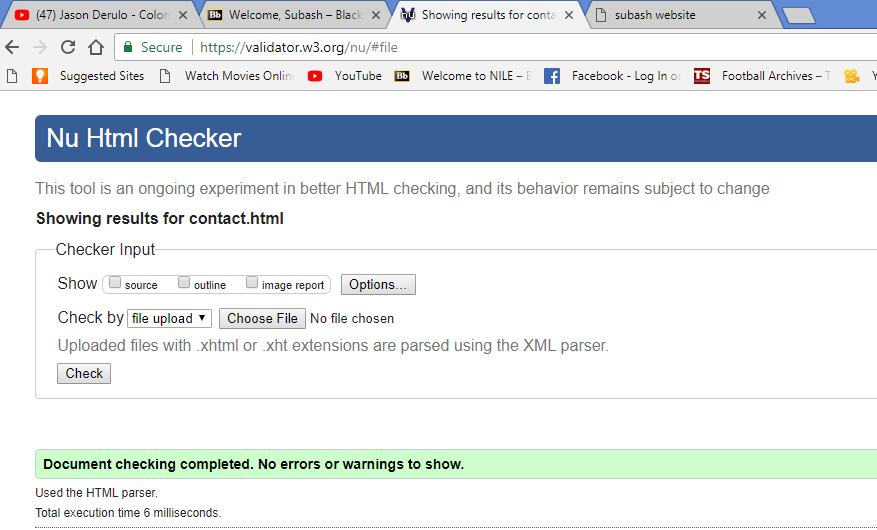 (47) Jason Derulo - Colors
Bb Welcome, Subash – Black
nu Showing results for conta
subash website
Secure https://validator.w3.org/nu/#file
Suggested Sites Watch Movies Onlin YouTube Bb Welcome to NILE – Facebook - Log In or TS Football Archives –
Nu Html Checker
This tool is an ongoing experiment in better HTML checking, and its behavior remains subject to change
Showing results for contact.html
Checker Input
Show source outline image report Options...
Check by file upload Choose File No file chosen
Uploaded files with .xhtml or .xht extensions are parsed using the XML parser.
Check
Document checking completed. No errors or warnings to show.
Used the HTML parser.
Total execution time 6 milliseconds.